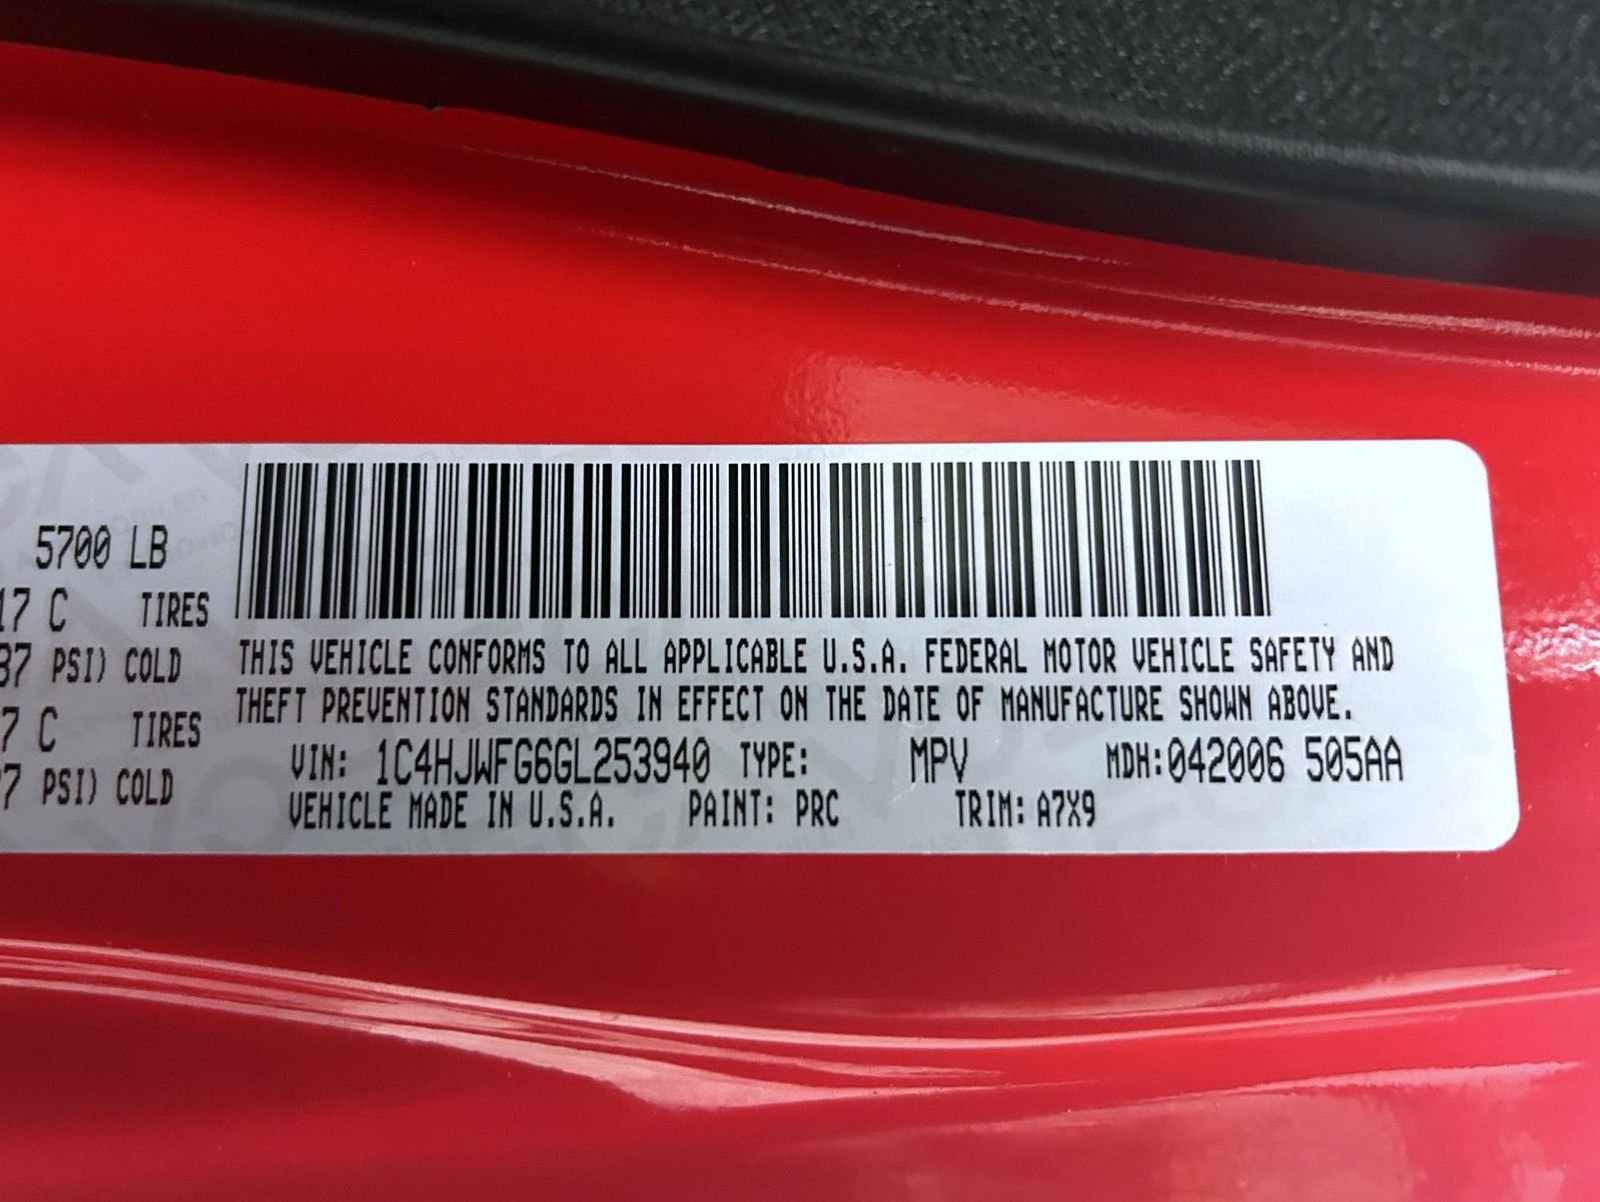 5700 LB
17 C TIRES
37 PSI) COLD
7 C TIRES
37 PSI) COLD
THIS VEHICLE CONFORMS TO ALL APPLICABLE U.S.A. FEDERAL MOTOR VEHICLE SAFETY AND
THEFT PREVENTION STANDARDS IN EFFECT ON THE DATE OF MANUFACTURE SHOWN ABOVE.
VIN: 1C4HJWFG6GL253940 TYPE: MPV MDH:042006 505AA
VEHICLE MADE IN U.S.A. PAINT: PRC TRIM: A7X9